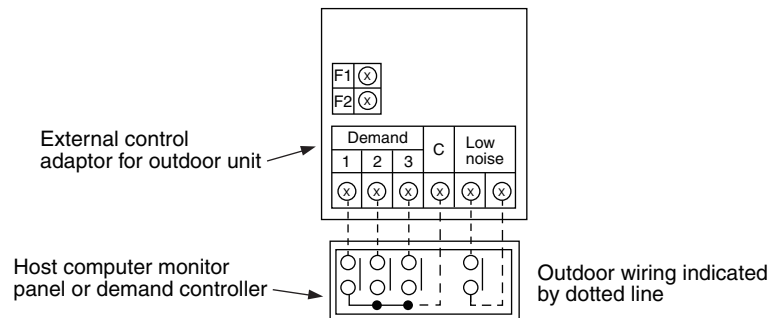 F1 x
F2 x
External control
adaptor for outdoor unit
Demand
1 2 3
C
Low
noise
x x x x x x
Host computer monitor
panel or demand controller
Outdoor wiring indicated
by dotted line